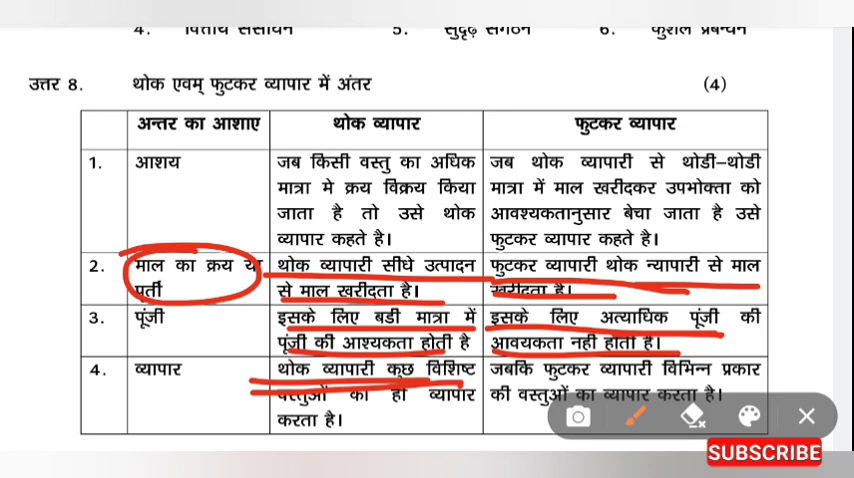 4. वित्तीय संसाधन 5. सुदृढ़ संगठन 6. कुशल प्रबन्धन
उत्तर 8. थोक एवम् फुटकर व्यापार में अंतर (4)
अन्तर का आशाए थोक व्यापार फुटकर व्यापार
1. आशय जब किसी वस्तु का अधिक जब थोक व्यापारी से थोडी–थोडी
मात्रा मे क्रय विक्रय किया मात्रा में माल खरीदकर उपभोक्ता को
जाता है तो उसे थोक आवश्यकतानुसार बेचा जाता है उसे
व्यापार कहते है। फुटकर व्यापार कहते है।
2. माल का क्रय या थोक व्यापारी सीधे उत्पादन फुटकर व्यापारी थोक न्यापारी से माल
पूर्ती से माल खरीदता है। खरीदता है।
3. पूंजी इसके लिए बडी मात्रा में इसके लिए अत्याधिक पूंजी की
पूंजी की आश्यकता होती है आवयकता नही होती है।
4. व्यापार थोक व्यापारी कुछ विशिष्ट जबकि फुटकर व्यापारी विभिन्न प्रकार
वस्तुओं का ही व्यापार की वस्तुओं का व्यापार करता है।
करता है।
SUBSCRIBE